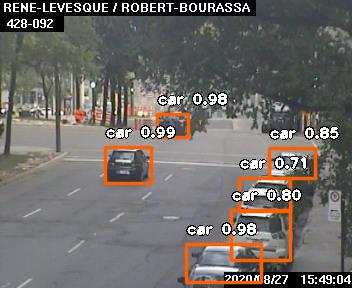 RENE-LEVESQUE / ROBERT-BOURASSA
428-092
car 0.98
car 0.99
car 0.85
car 0.71
car 0.80
car 0.98
2020/08/27 15:49:04